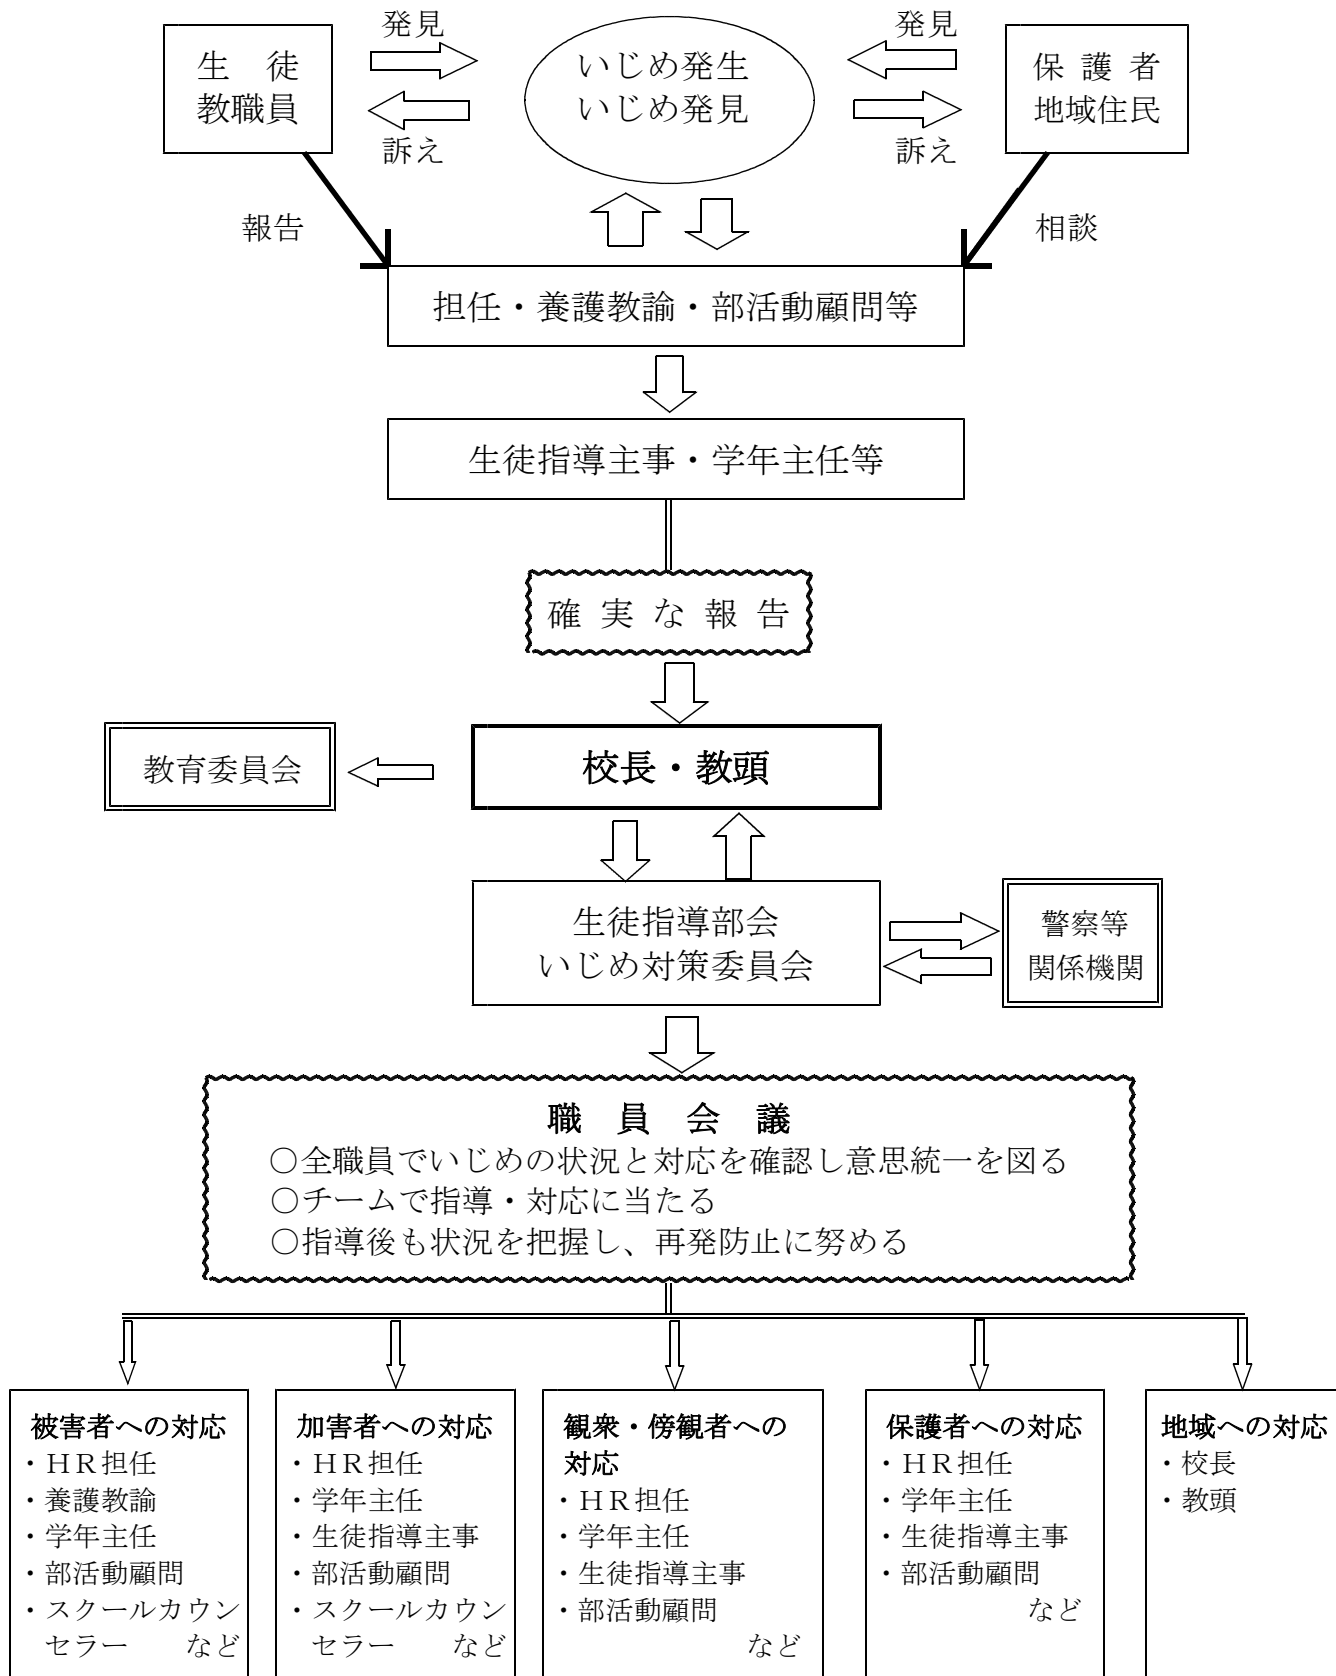 発見
発見
生　徒
教職員
いじめ発生
いじめ発見
保 護 者
地域住民
訴え
訴え
報告
相談
担任・養護教諭・部活動顧問等
生徒指導主事・学年主任等
確 実 な 報 告
教育委員会
校長・教頭
生徒指導部会
いじめ対策委員会
警察等
関係機関
職　員　会　議
○全職員でいじめの状況と対応を確認し意思統一を図る
○チームで指導・対応に当たる
○指導後も状況を把握し、再発防止に努める
被害者への対応
・ＨＲ担任
・養護教諭
・学年主任
・部活動顧問
・スクールカウン
セラー　　など
加害者への対応
・ＨＲ担任
・学年主任
・生徒指導主事
・部活動顧問
・スクールカウン
セラー　　など
観衆・傍観者への
対応
・ＨＲ担任
・学年主任
・生徒指導主事
・部活動顧問
など
保護者への対応
・ＨＲ担任
・学年主任
・生徒指導主事
・部活動顧問
など
地域への対応
・校長
・教頭